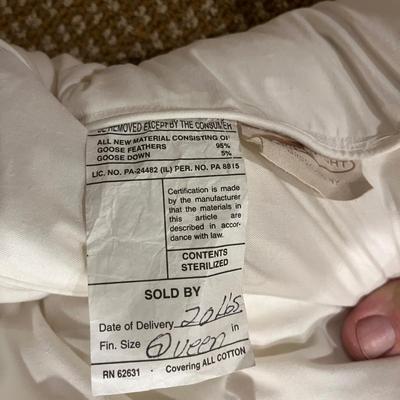 BE REMOVED EXCEPT BY THE CONSUMER
ALL NEW MATERIAL CONSISTING OF
GOOSE FEATHERS 95%
GOOSE DOWN 5%
LIC. NO. PA-24482 (IL) PER. NO. PA 8815
Certification is made
by the manufacturer
that the materials in
this article are
described in accor-
dance with law.
CONTENTS
STERILIZED
SOLD BY
Date of Delivery 20 Lbs.
Fin. Size Queen in
RN 62631 · Covering ALL COTTON